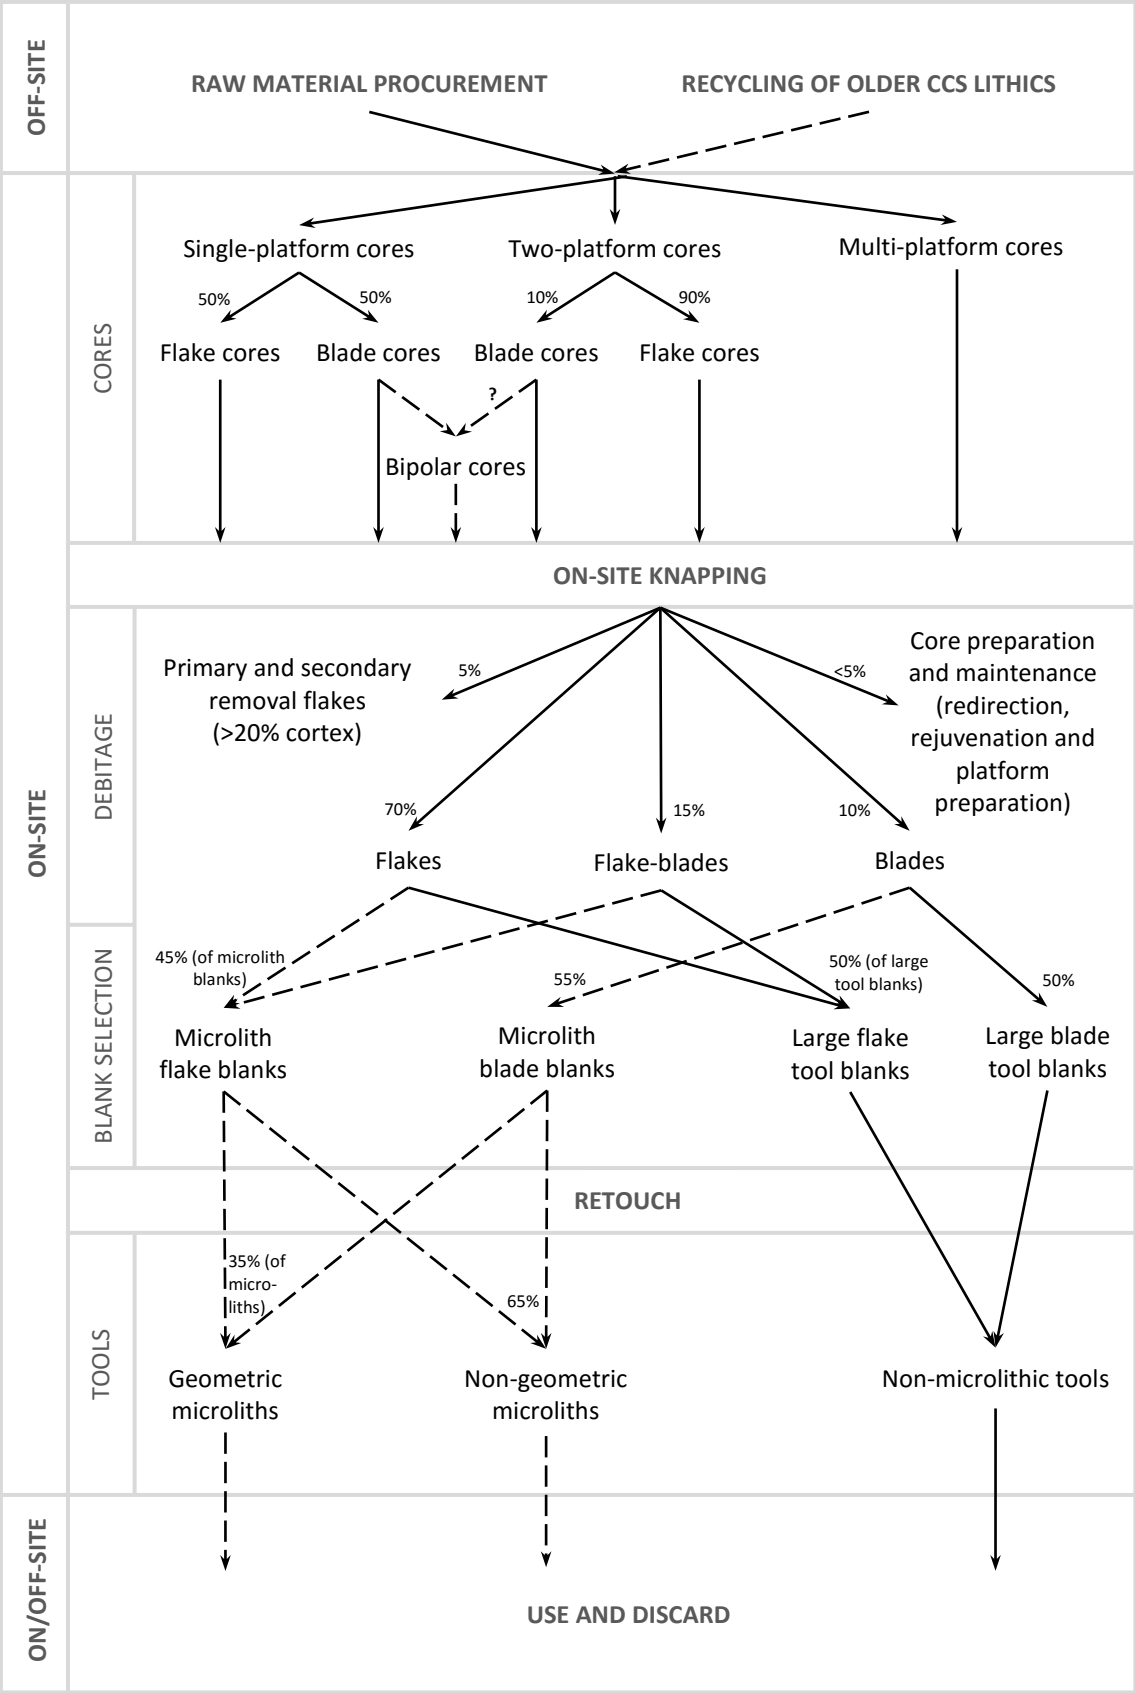 OFF-SITE
RAW MATERIAL PROCUREMENT
RECYCLING OF OLDER CCS LITHICS
ON-SITE
CORES
Single-platform cores
Two-platform cores
Multi-platform cores
50%
50%
10%
90%
Flake cores
Blade cores
Blade cores
Flake cores
?
Bipolar cores
ON-SITE KNAPPING
DEBITAGE
Primary and secondary
removal flakes
(>20% cortex)
5%
<5%
Core preparation
and maintenance
(redirection,
rejuvenation and
platform
preparation)
70%
15%
10%
Flakes
Flake-blades
Blades
BLANK SELECTION
45% (of microlith
blanks)
55%
50% (of large
tool blanks)
50%
Microlith
flake blanks
Microlith
blade blanks
Large flake
tool blanks
Large blade
tool blanks
RETOUCH
TOOLS
35% (of
micro-
liths)
65%
Geometric
microliths
Non-geometric
microliths
Non-microlithic tools
ON/OFF-SITE
USE AND DISCARD